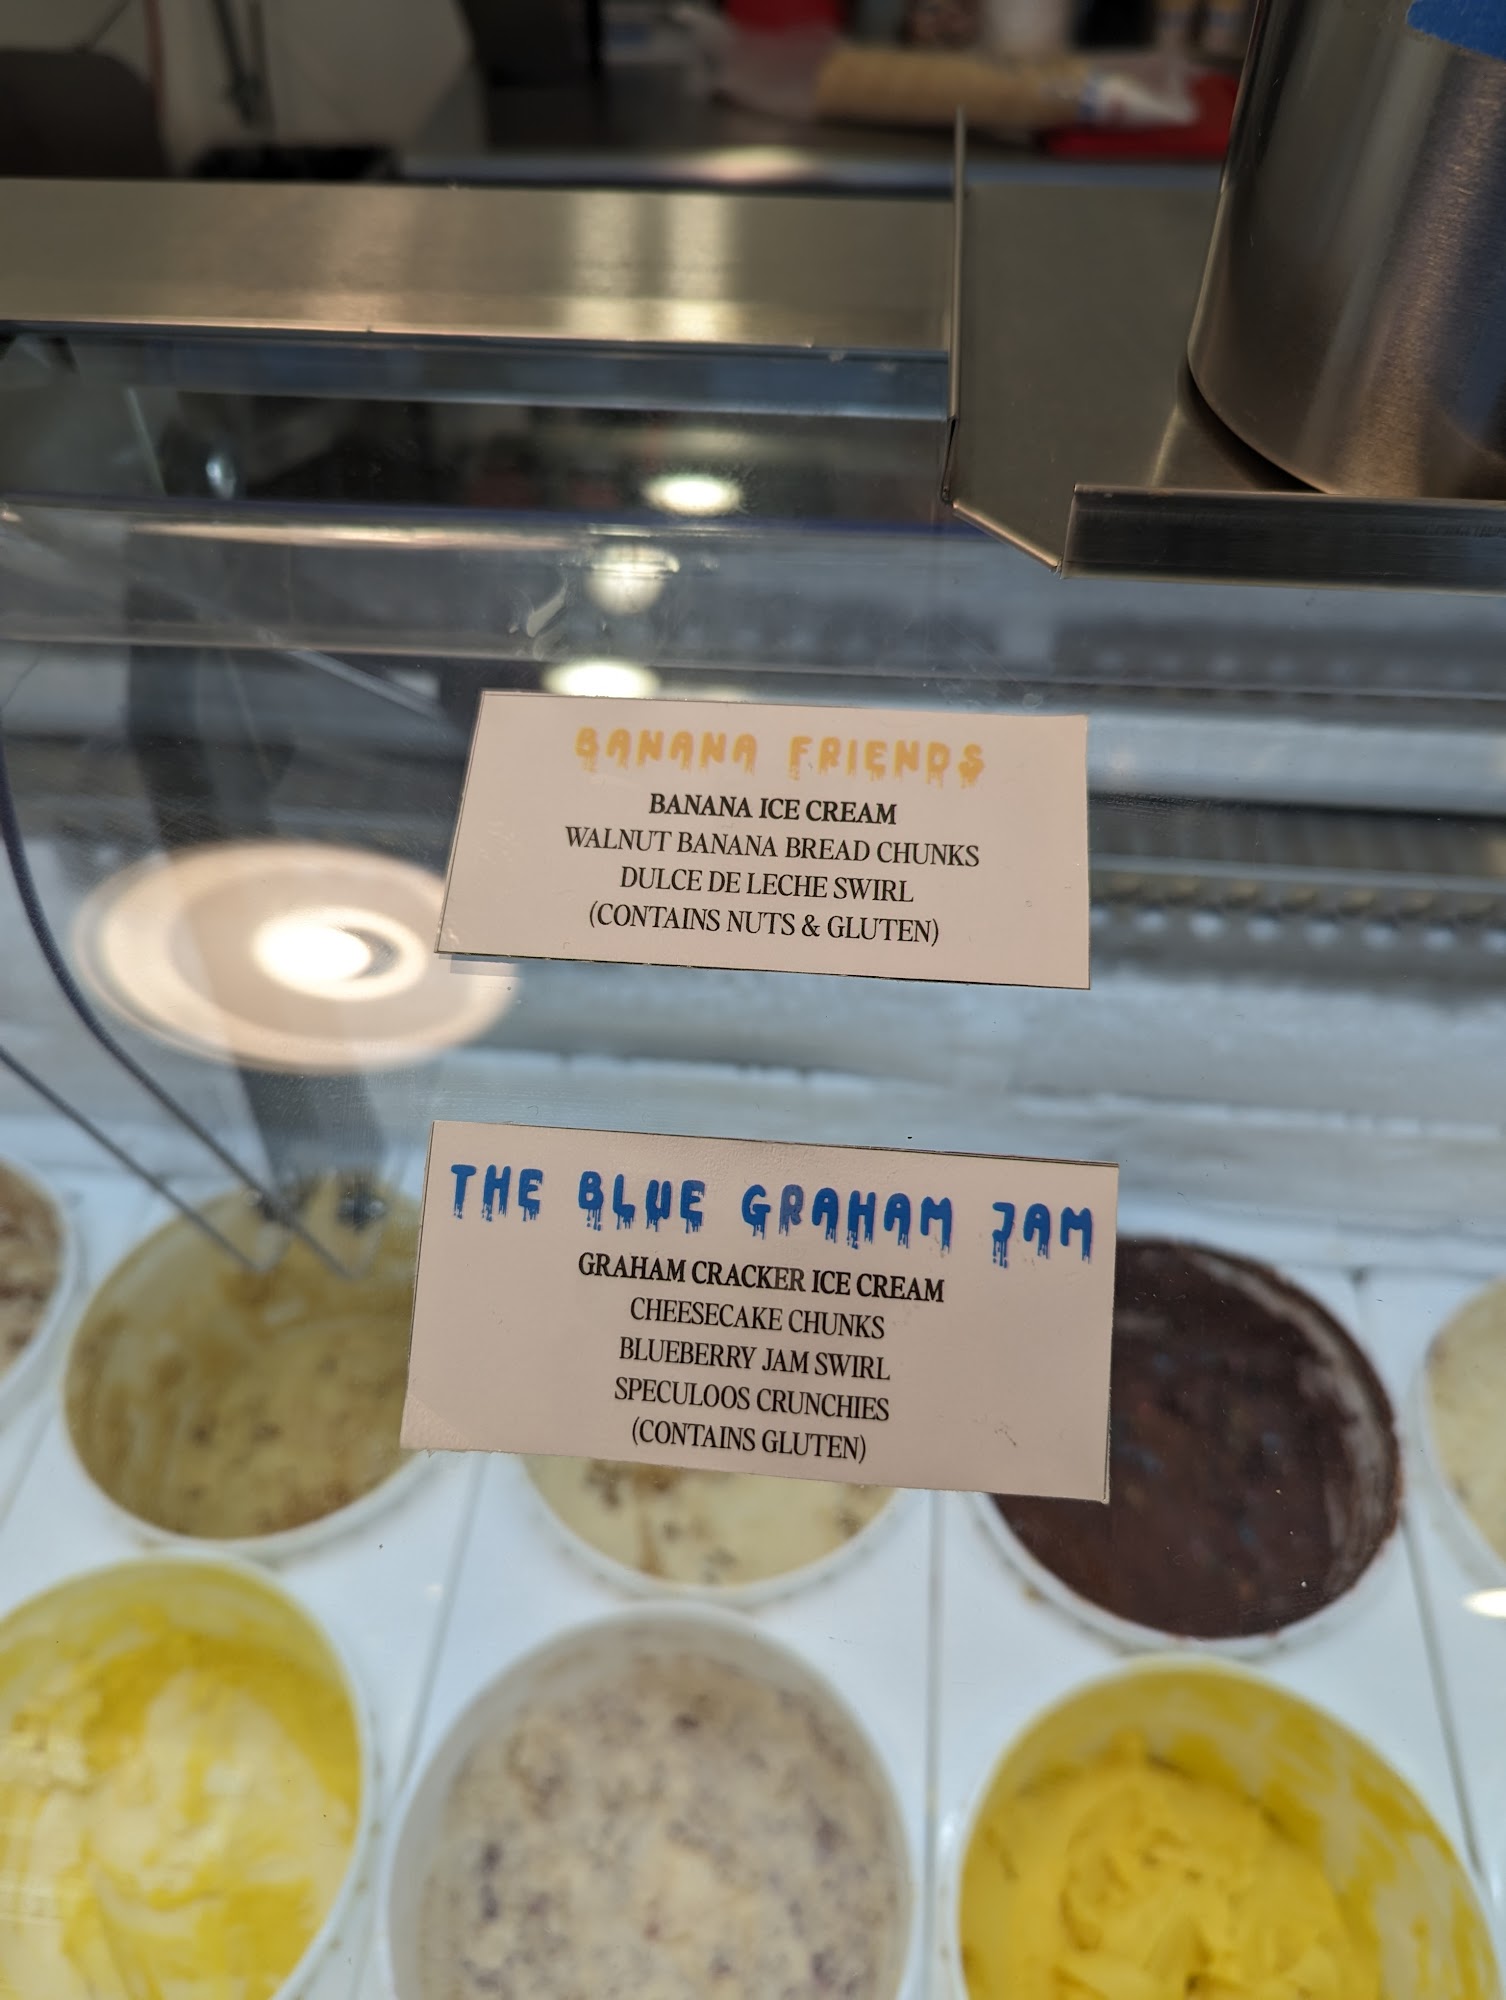 BANANA FRIENDS
BANANA ICE CREAM
WALNUT BANANA BREAD CHUNKS
DULCE DE LECHE SWIRL
(CONTAINS NUTS & GLUTEN)
THE BLUE GRAHAM JAM
GRAHAM CRACKER ICE CREAM
CHEESECAKE CHUNKS
BLUEBERRY JAM SWIRL
SPECULOOS CRUNCHIES
(CONTAINS GLUTEN)